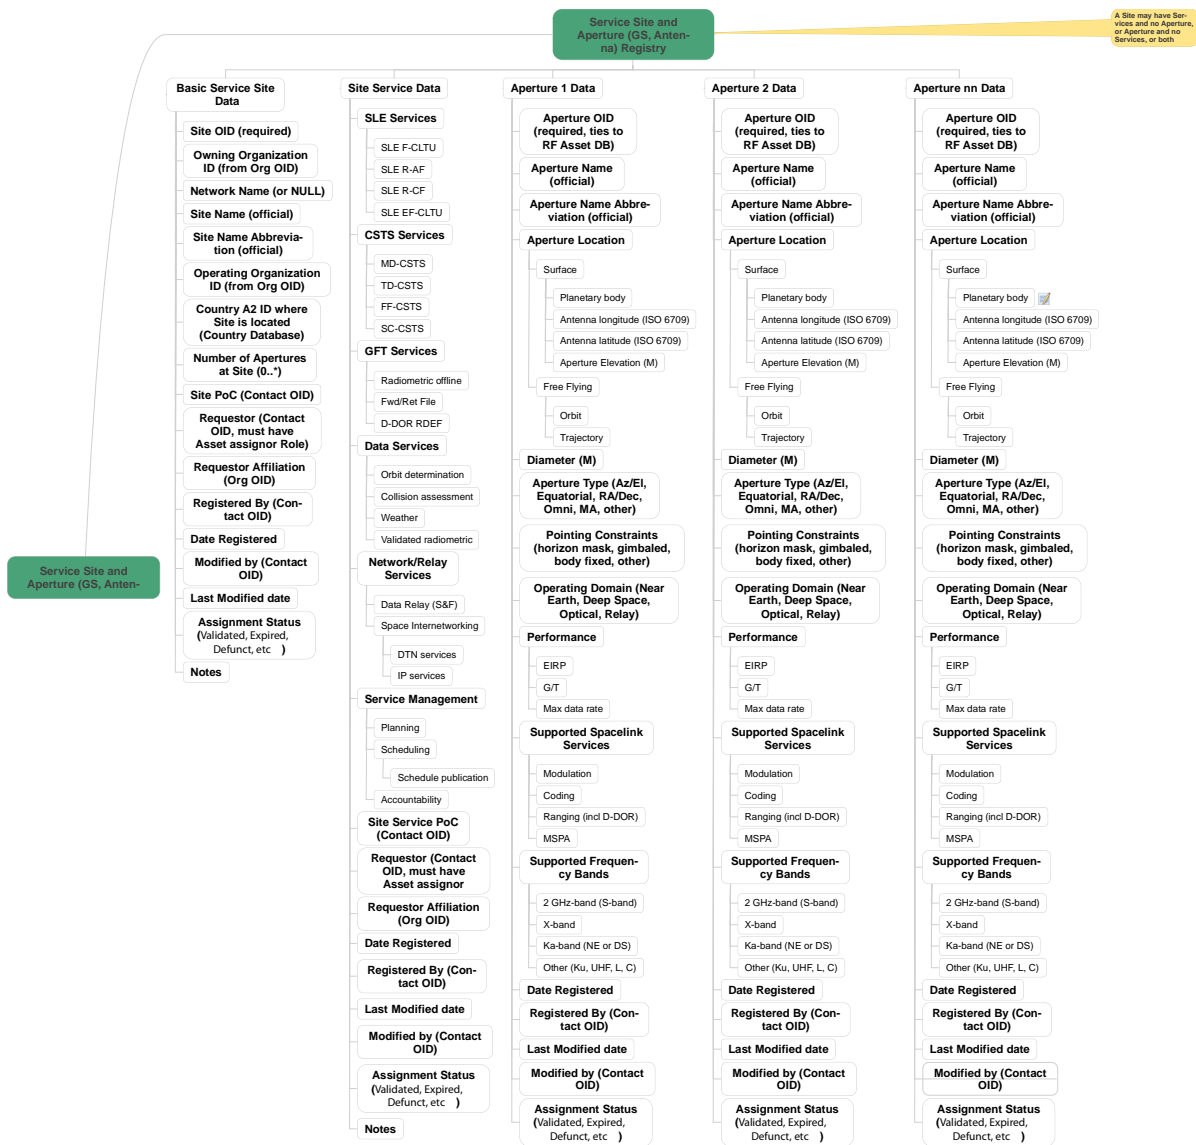 Service Site and
Aperture (GS, Anten-
na) Registry
A Site may have Ser-
vices and no Aperture,
or Aperture and no
Services, or both
Service Site and
Aperture (GS, Anten-
Basic Service Site
Data
Site OID (required)
Owning Organization
ID (from Org OID)
Network Name (or NULL)
Site Name (official)
Site Name Abbrevia-
tion (official)
Operating Organization
ID (from Org OID)
Country A2 ID where
Site is located
(Country Database)
Number of Apertures
at Site (0..*)
Site PoC (Contact OID)
Requestor (Contact
OID, must have
Asset assignor Role)
Requestor Affiliation
(Org OID)
Registered By (Con-
tact OID)
Date Registered
Modified by (Contact
OID)
Last Modified date
Assignment Status
(Validated, Expired,
Defunct, etc )
Notes
Site Service Data
SLE Services
SLE F-CLTU
SLE R-AF
SLE R-CF
SLE EF-CLTU
CSTS Services
MD-CSTS
TD-CSTS
FF-CSTS
SC-CSTS
GFT Services
Radiometric offline
Fwd/Ret File
D-DOR RDEF
Data Services
Orbit determination
Collision assessment
Weather
Validated radiometric
Network/Relay
Services
Data Relay (S&F)
Space Internetworking
DTN services
IP services
Service Management
Planning
Scheduling
Schedule publication
Accountability
Site Service PoC
(Contact OID)
Requestor (Contact
OID, must have
Asset assignor
Requestor Affiliation
(Org OID)
Date Registered
Registered By (Con-
tact OID)
Last Modified date
Modified by (Contact
OID)
Assignment Status
(Validated, Expired,
Defunct, etc )
Notes
Aperture 1 Data
Aperture OID
(required, ties to
RF Asset DB)
Aperture Name
(official)
Aperture Name Abbre-
viation (official)
Aperture Location
Surface
Planetary body
Antenna longitude (ISO 6709)
Antenna latitude (ISO 6709)
Aperture Elevation (M)
Free Flying
Orbit
Trajectory
Diameter (M)
Aperture Type (Az/El,
Equatorial, RA/Dec,
Omni, MA, other)
Pointing Constraints
(horizon mask, gimbaled,
body fixed, other)
Operating Domain (Near
Earth, Deep Space,
Optical, Relay)
Performance
EIRP
G/T
Max data rate
Supported Spacelink
Services
Modulation
Coding
Ranging (incl D-DOR)
MSPA
Supported Frequen-
cy Bands
2 GHz-band (S-band)
X-band
Ka-band (NE or DS)
Other (Ku, UHF, L, C)
Date Registered
Registered By (Con-
tact OID)
Last Modified date
Modified by (Contact
OID)
Assignment Status
(Validated, Expired,
Defunct, etc )
Aperture 2 Data
Aperture OID
(required, ties to
RF Asset DB)
Aperture Name
(official)
Aperture Name Abbre-
viation (official)
Aperture Location
Surface
Planetary body
Antenna longitude (ISO 6709)
Antenna latitude (ISO 6709)
Aperture Elevation (M)
Free Flying
Orbit
Trajectory
Diameter (M)
Aperture Type (Az/El,
Equatorial, RA/Dec,
Omni, MA, other)
Pointing Constraints
(horizon mask, gimbaled,
body fixed, other)
Operating Domain (Near
Earth, Deep Space,
Optical, Relay)
Performance
EIRP
G/T
Max data rate
Supported Spacelink
Services
Modulation
Coding
Ranging (incl D-DOR)
MSPA
Supported Frequen-
cy Bands
2 GHz-band (S-band)
X-band
Ka-band (NE or DS)
Other (Ku, UHF, L, C)
Date Registered
Registered By (Con-
tact OID)
Last Modified date
Modified by (Contact
OID)
Assignment Status
(Validated, Expired,
Defunct, etc )
Aperture nn Data
Aperture OID
(required, ties to
RF Asset DB)
Aperture Name
(official)
Aperture Name Abbre-
viation (official)
Aperture Location
Surface
Planetary body
Antenna longitude (ISO 6709)
Antenna latitude (ISO 6709)
Aperture Elevation (M)
Free Flying
Orbit
Trajectory
Diameter (M)
Aperture Type (Az/El,
Equatorial, RA/Dec,
Omni, MA, other)
Pointing Constraints
(horizon mask, gimbaled,
body fixed, other)
Operating Domain (Near
Earth, Deep Space,
Optical, Relay)
Performance
EIRP
G/T
Max data rate
Supported Spacelink
Services
Modulation
Coding
Ranging (incl D-DOR)
MSPA
Supported Frequen-
cy Bands
2 GHz-band (S-band)
X-band
Ka-band (NE or DS)
Other (Ku, UHF, L, C)
Date Registered
Registered By (Con-
tact OID)
Last Modified date
Modified by (Contact
OID)
Assignment Status
(Validated, Expired,
Defunct, etc )